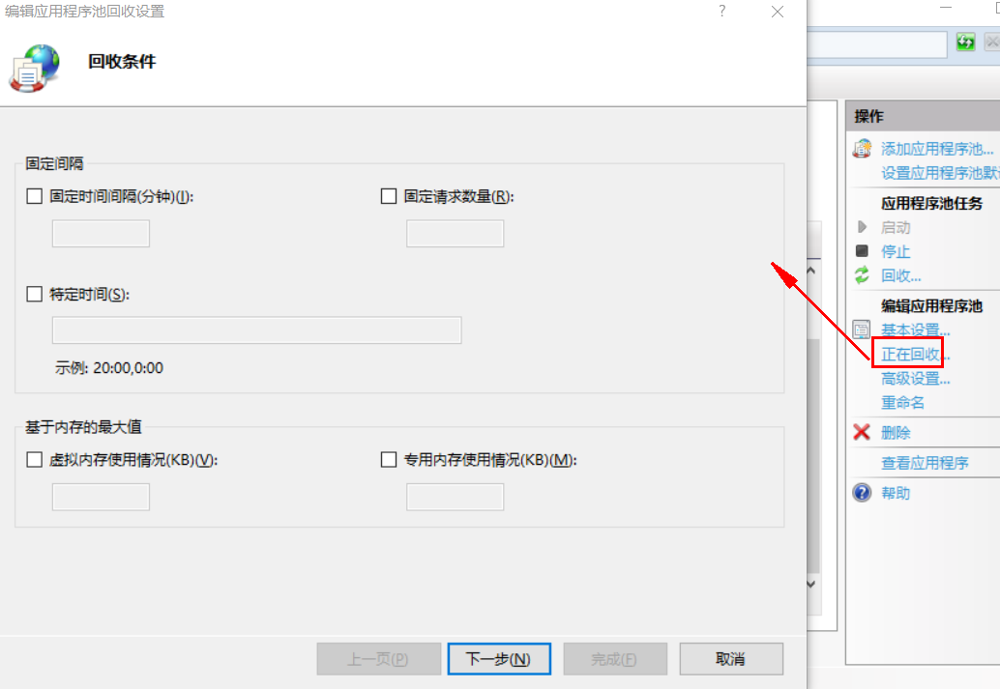 编辑应用程序池回收设置
?
回收条件
固定间隔
固定时间间隔(分钟)(I):
固定请求数量(R):
特定时间(S):
示例: 20:00,0:00
基于内存的最大值
虚拟内存使用情况(KB)(V):
专用内存使用情况(KB)(M):
上一页(P)
下一步(N)
完成(F)
取消
操作
添加应用程序池...
设置应用程序池默
应用程序池任务
启动
停止
回收...
编辑应用程序池
基本设置...
正在回收...
高级设置...
重命名
删除
查看应用程序
帮助